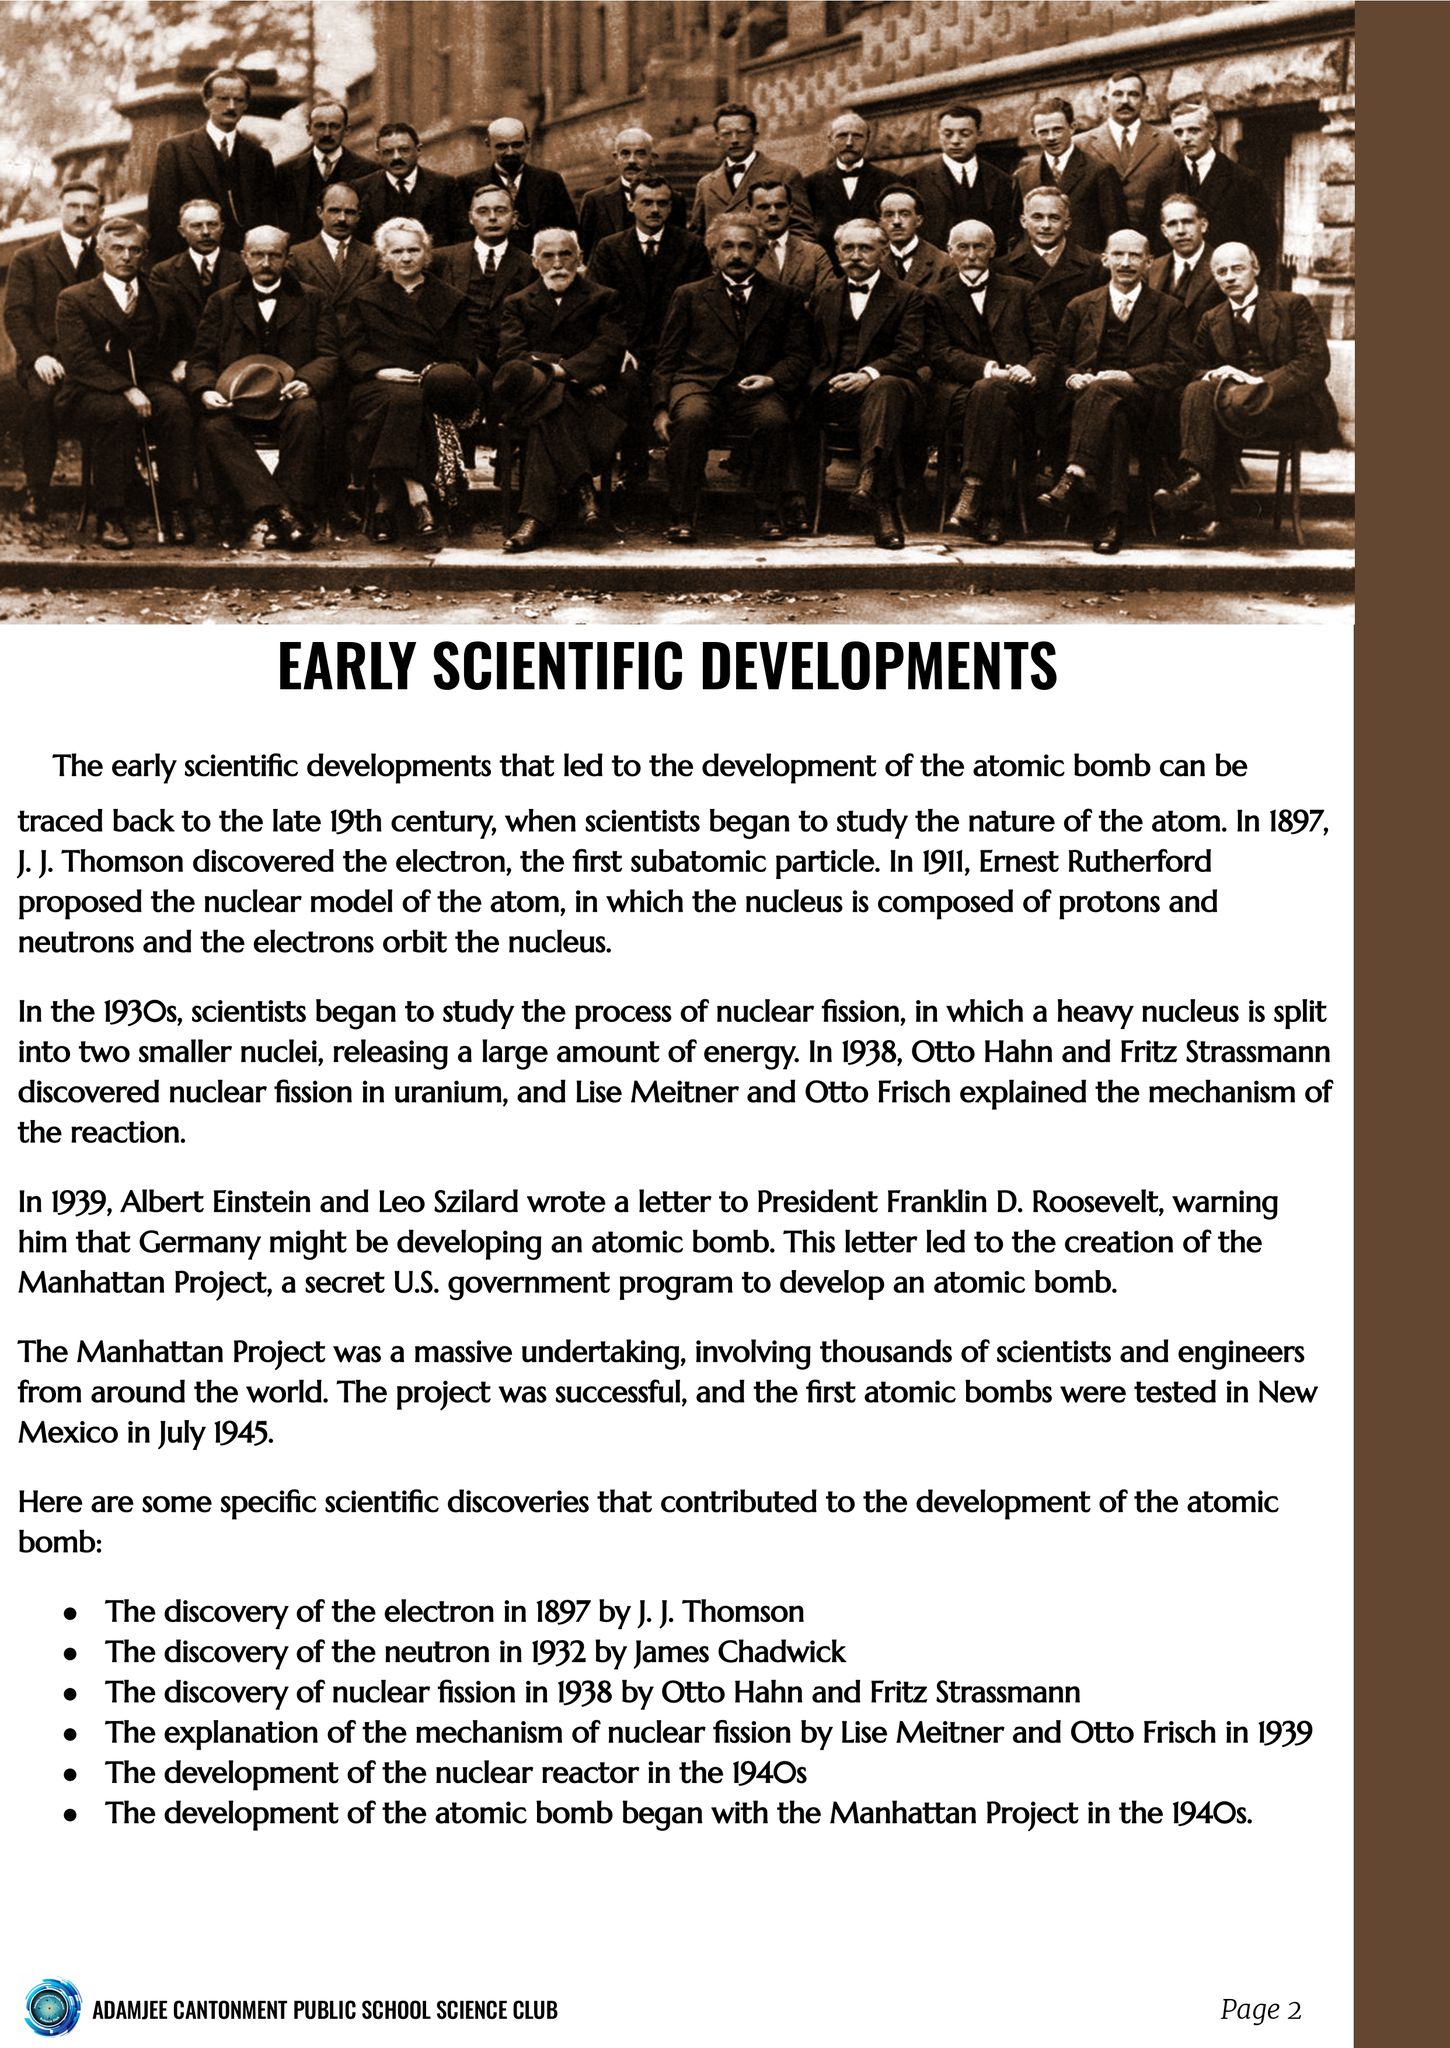 EARLY SCIENTIFIC DEVELOPMENTS
The early scientific developments that led to the development of the atomic bomb can be
traced back to the late 19th century, when scientists began to study the nature of the atom. In 1897,
J. J. Thomson discovered the electron, the first subatomic particle. In 1911, Ernest Rutherford
proposed the nuclear model of the atom, in which the nucleus is composed of protons and
neutrons and the electrons orbit the nucleus.
In the 1930s, scientists began to study the process of nuclear fission, in which a heavy nucleus is split
into two smaller nuclei, releasing a large amount of energy. In 1938, Otto Hahn and Fritz Strassmann
discovered nuclear fission in uranium, and Lise Meitner and Otto Frisch explained the mechanism of
the reaction.
In 1939, Albert Einstein and Leo Szilard wrote a letter to President Franklin D. Roosevelt, warning
him that Germany might be developing an atomic bomb. This letter led to the creation of the
Manhattan Project, a secret U.S. government program to develop an atomic bomb.
The Manhattan Project was a massive undertaking, involving thousands of scientists and engineers
from around the world. The project was successful, and the first atomic bombs were tested in New
Mexico in July 1945.
Here are some specific scientific discoveries that contributed to the development of the atomic
bomb:
• The discovery of the electron in 1897 by J. J. Thomson
• The discovery of the neutron in 1932 by James Chadwick
• The discovery of nuclear fission in 1938 by Otto Hahn and Fritz Strassmann
• The explanation of the mechanism of nuclear fission by Lise Meitner and Otto Frisch in 1939
• The development of the nuclear reactor in the 1940s
• The development of the atomic bomb began with the Manhattan Project in the 1940s.
ADAMJEE CANTONMENT PUBLIC SCHOOL SCIENCE CLUB
Page 2